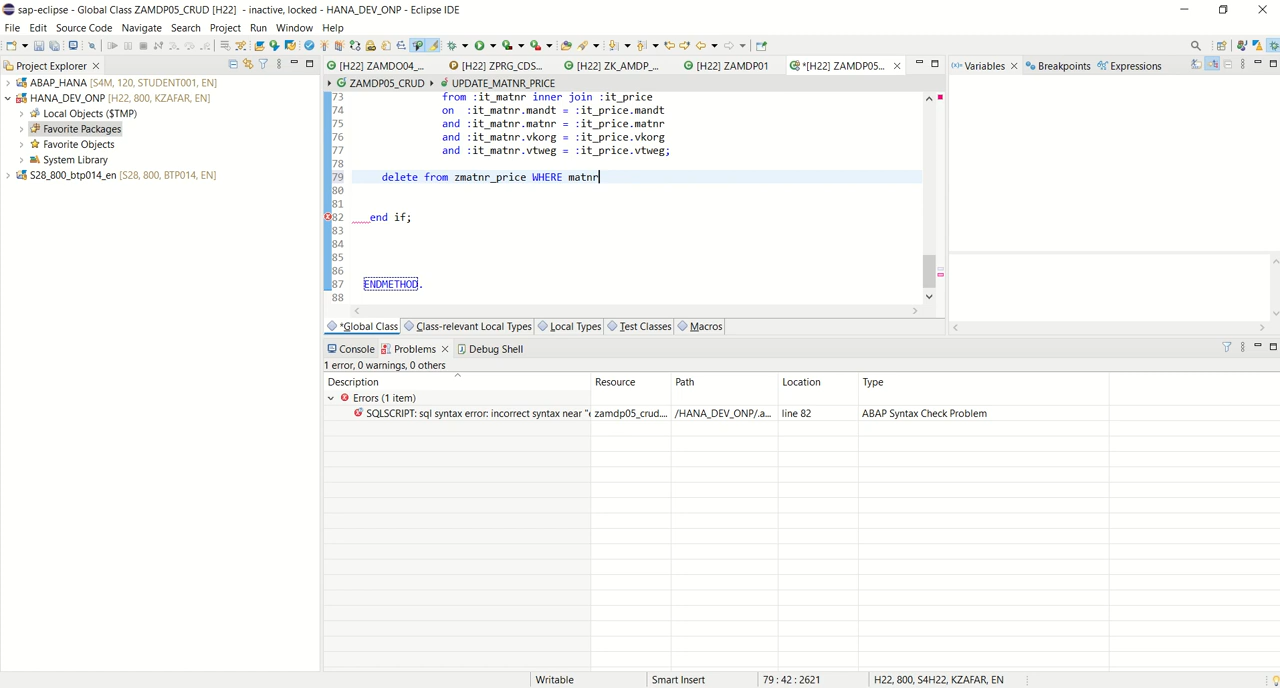 sap-eclipse - Global Class ZAMDP05_CRUD [H22] - inactive, locked - HANA_DEV_ONP - Eclipse IDE
File Edit Source Code Navigate Search Project Run Window Help
Project Explorer
ABAP_HANA [S4M, 120, STUDENT001, EN]
HANA_DEV_ONP [H22, 800, KZAFAR, EN]
Local Objects ($TMP)
Favorite Packages
Favorite Objects
System Library
S28_800_btp014_en [S28, 800, BTP014, EN]
[H22] ZAMDO04_... [H22] ZPRG_CDS... [H22] ZK_AMDP_... [H22] ZAMDP01 *[H22] ZAMDP05...
ZAMDP05_CRUD UPDATE_MATNR_PRICE
73 from :it_matnr inner join :it_price
74 on :it_matnr.mandt = :it_price.mandt
75 and :it_matnr.matnr = :it_price.matnr
76 and :it_matnr.vkorg = :it_price.vkorg
77 and :it_matnr.vtweg = :it_price.vtweg;
78
79 delete from zmatnr_price WHERE matnr
80
81
82 end if;
83
84
85
86
87 ENDMETHOD.
88
*Global Class Class-relevant Local Types Local Types Test Classes Macros
Variables Breakpoints Expressions
Console Problems Debug Shell
1 error, 0 warnings, 0 others
Description Resource Path Location Type
Errors (1 item)
SQLSCRIPT: sql syntax error: incorrect syntax near "e zamdp05_crud.... /HANA_DEV_ONP/.a... line 82 ABAP Syntax Check Problem
Writable Smart Insert 79 : 42 : 2621 H22, 800, S4H22, KZAFAR, EN